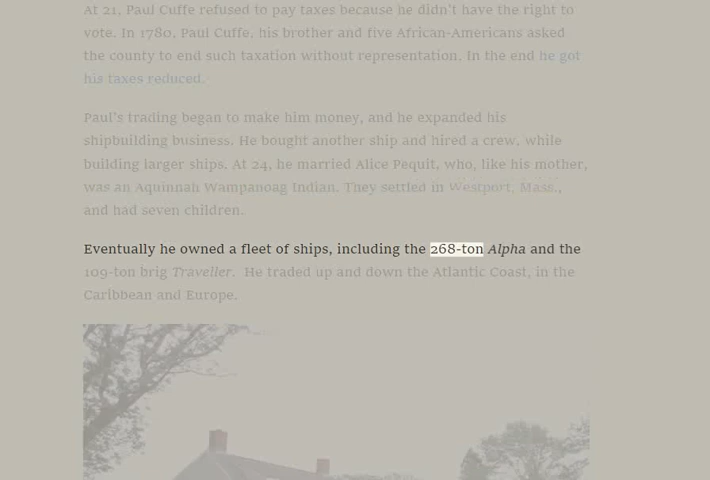 At 21, Paul Cuffe refused to pay taxes because he didn't have the right to
vote. In 1780, Paul Cuffe, his brother and five African-Americans asked
the county to end such taxation without representation. In the end he got
his taxes reduced.
Paul's trading began to make him money, and he expanded his
shipbuilding business. He bought another ship and hired a crew, while
building larger ships. At 24, he married Alice Pequit, who, like his mother,
was an Aquinnah Wampanoag Indian. They settled in Westport, Mass.,
and had seven children.
Eventually he owned a fleet of ships, including the 268-ton Alpha and the
109-ton brig Traveller. He traded up and down the Atlantic Coast, in the
Caribbean and Europe.